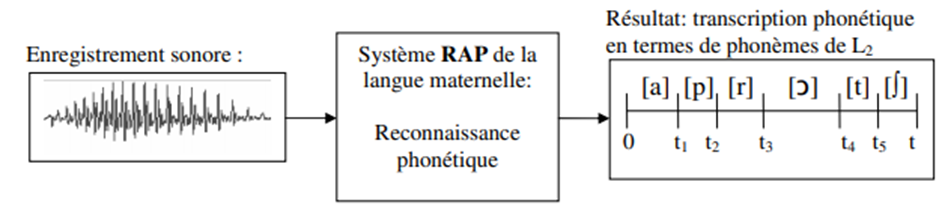 Enregistrement sonore :
Système RAP de la
langue maternelle:
Reconnaissance
phonétique
Résultat: transcription phonétique
en termes de phonèmes de L₂
[a] [p] [r] [ɔ] [t] [ʃ]
0 t₁ t₂ t₃ t₄ t₅ t